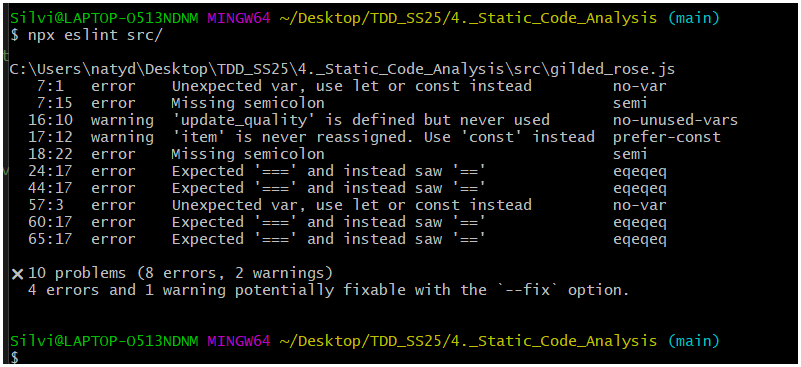 Silvi@LAPTOP-O513NDNM MINGW64 ~/Desktop/TDD_SS25/4._Static_Code_Analysis (main)
$ npx eslint src/
C:\Users\natyd\Desktop\TDD_SS25\4._Static_Code_Analysis\src\gilded_rose.js
7:1 error Unexpected var, use let or const instead no-var
7:15 error Missing semicolon semi
16:10 warning 'update_quality' is defined but never used no-unused-vars
17:12 warning 'item' is never reassigned. Use 'const' instead prefer-const
18:22 error Missing semicolon semi
24:17 error Expected '===' and instead saw '==' eqeqeq
44:17 error Expected '===' and instead saw '==' eqeqeq
57:3 error Unexpected var, use let or const instead no-var
60:17 error Expected '===' and instead saw '==' eqeqeq
65:17 error Expected '===' and instead saw '==' eqeqeq
✖ 10 problems (8 errors, 2 warnings)
4 errors and 1 warning potentially fixable with the `--fix` option.
Silvi@LAPTOP-O513NDNM MINGW64 ~/Desktop/TDD_SS25/4._Static_Code_Analysis (main)
$